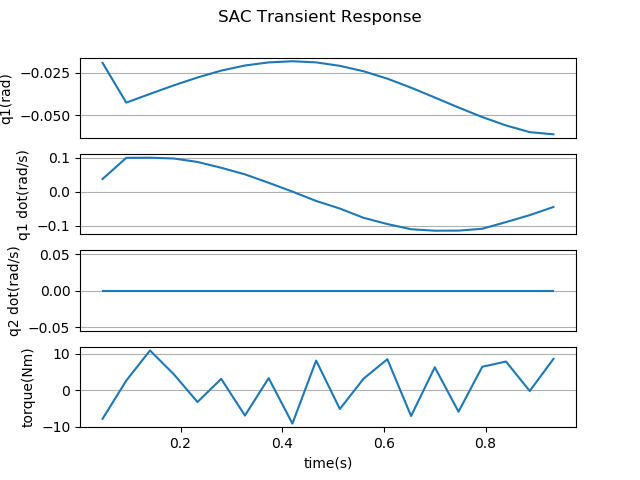 SAC Transient Response
−0.025
−0.050
q1(rad)
0.1
0.0
−0.1
q1 dot(rad/s)
0.05
0.00
−0.05
q2 dot(rad/s)
10
0
−10
torque(Nm)
0.2 0.4 0.6 0.8
time(s)